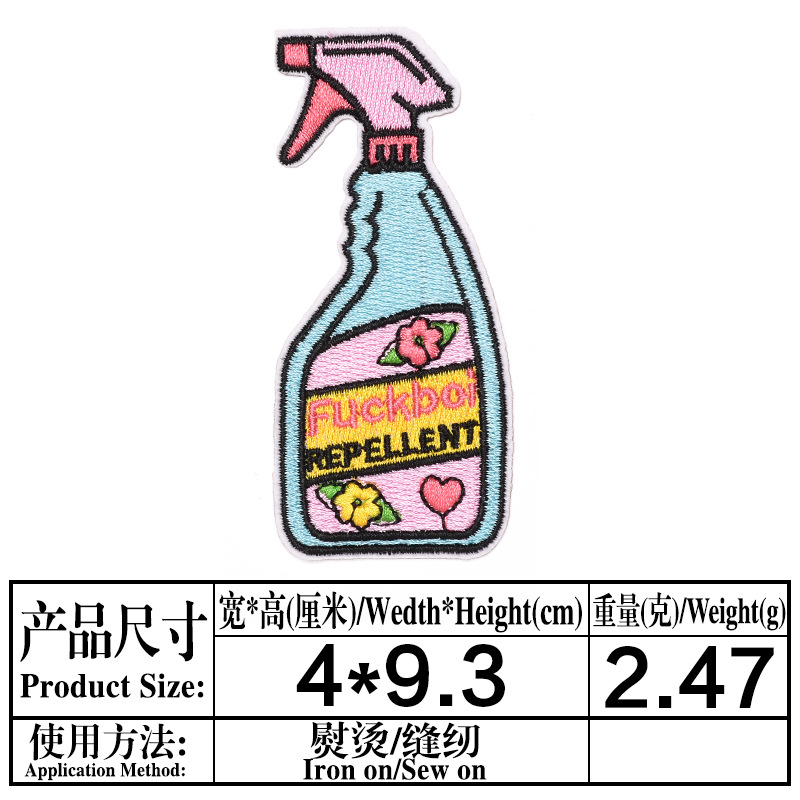 Fuckboi
REPELLENT
产品尺寸
Product Size:
宽*高(厘米)/Wedth*Height(cm)
重量(克)/Weight(g)
4*9.3
2.47
使用方法:
Application Method:
熨烫/缝纫
Iron on/Sew on